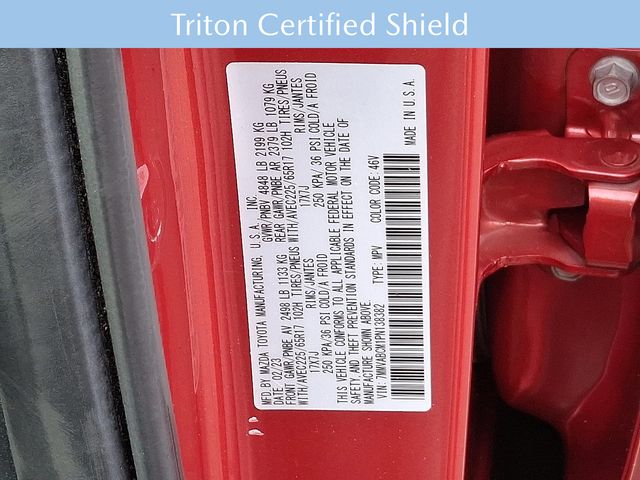 Triton Certified Shield
MFD.BY MAZDA TOYOTA MANUFACTURING, U.S.A., INC.
DATE: 02/23 GVWR/PNBV 4848 LB 2199 KG
FRONT GAWR/PNBE AV 2498 LB 1133 KG REAR GAWR/PNBE AR 2379 LB 1079 KG
WITH/AVEC225/65R17 102H TIRES/PNEUS WITH/AVEC225/65R17 102H TIRES/PNEUS
17X7J RIMS/JANTES 17X7J RIMS/JANTES
250 KPA/36 PSI COLD/A FROID 250 KPA/ 36 PSI COLD/A FROID
THIS VEHICLE CONFORMS TO ALL APPLICABLE FEDERAL MOTOR VEHICLE
SAFETY,AND THEFT PREVENTION STANDARDS IN EFFECT ON THE DATE OF
MANUFACTURE SHOWN ABOVE.
VIN: 7MMVABCM1PN138382 TYPE: MPV COLOR CODE: 46V MADE IN U.S.A.